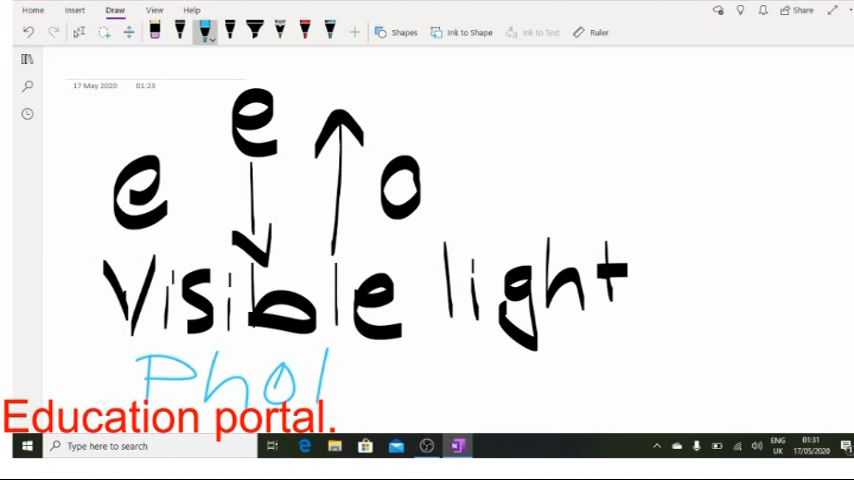 Home Insert Draw View Help Share
Shapes Ink to Shape Ink to Text Ruler
17 May 2020 01:23
e
e o
Visible light
Phol
Education portal.
Type here to search
ENG 01:31
UK 17/05/2020